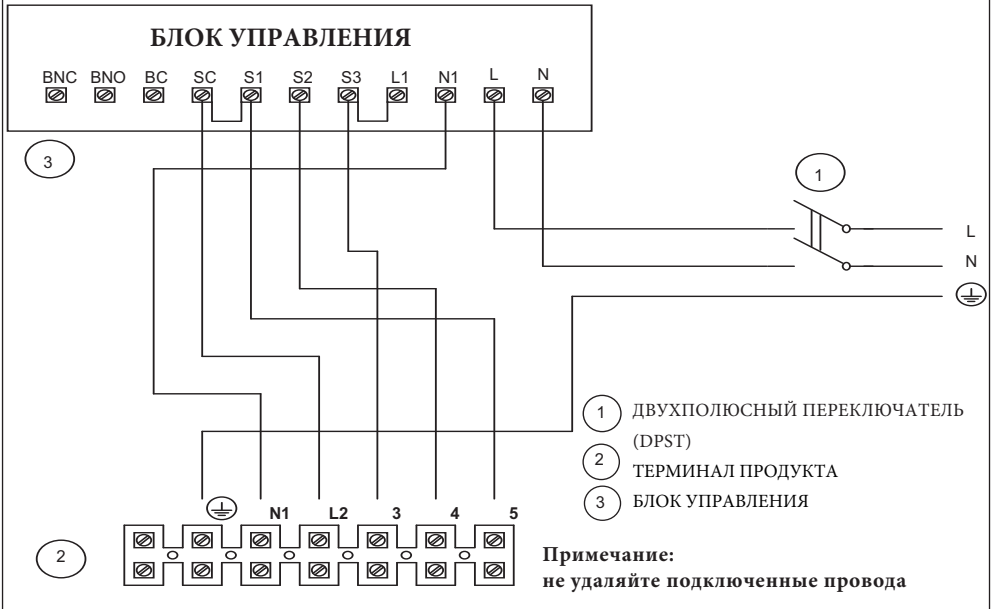 БЛОК УПРАВЛЕНИЯ
BNC BNO BC SC S1 S2 S3 L1 N1 L N
3
1
L
N
1 ДВУХПОЛЮСНЫЙ ПЕРЕКЛЮЧАТЕЛЬ
(DPST)
2 ТЕРМИНАЛ ПРОДУКТА
3 БЛОК УПРАВЛЕНИЯ
N1 L2 3 4 5
2
Примечание:
не удаляйте подключенные провода